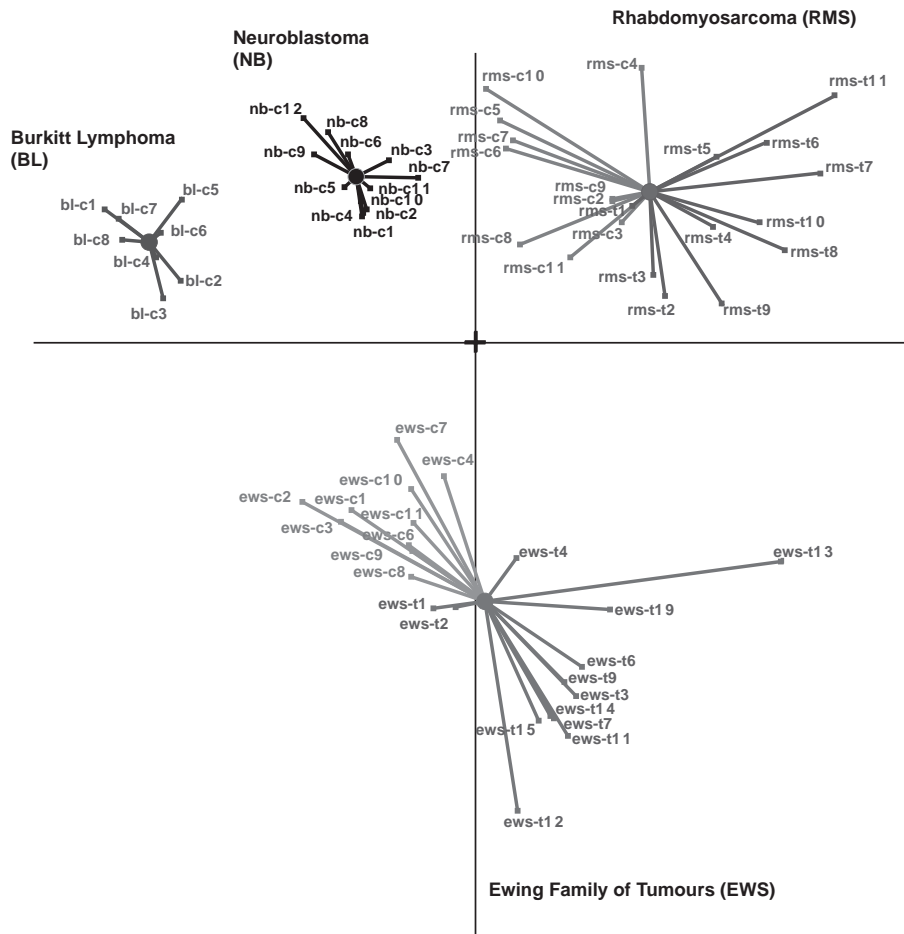 Rhabdomyosarcoma (RMS)
Neuroblastoma
(NB)
Burkitt Lymphoma
(BL)
rms-c4
rms-c10
rms-t11
rms-c5
rms-c7
rms-c6
rms-t6
rms-t5
rms-t7
rms-c9
rms-c2
rms-t1
rms-c3
rms-t10
rms-t4
rms-t8
rms-c8
rms-c11
rms-t3
rms-t2
rms-t9
nb-c12
nb-c8
nb-c6
nb-c3
nb-c9
nb-c7
nb-c5
nb-c11
nb-c10
nb-c4
nb-c2
nb-c1
bl-c5
bl-c1
bl-c7
bl-c6
bl-c8
bl-c4
bl-c2
bl-c3
ews-c7
ews-c4
ews-c10
ews-c2
ews-c1
ews-c11
ews-c3
ews-c6
ews-c9
ews-c8
ews-t4
ews-t13
ews-t1
ews-t19
ews-t2
ews-t6
ews-t9
ews-t3
ews-t14
ews-t7
ews-t15
ews-t11
ews-t12
Ewing Family of Tumours (EWS)